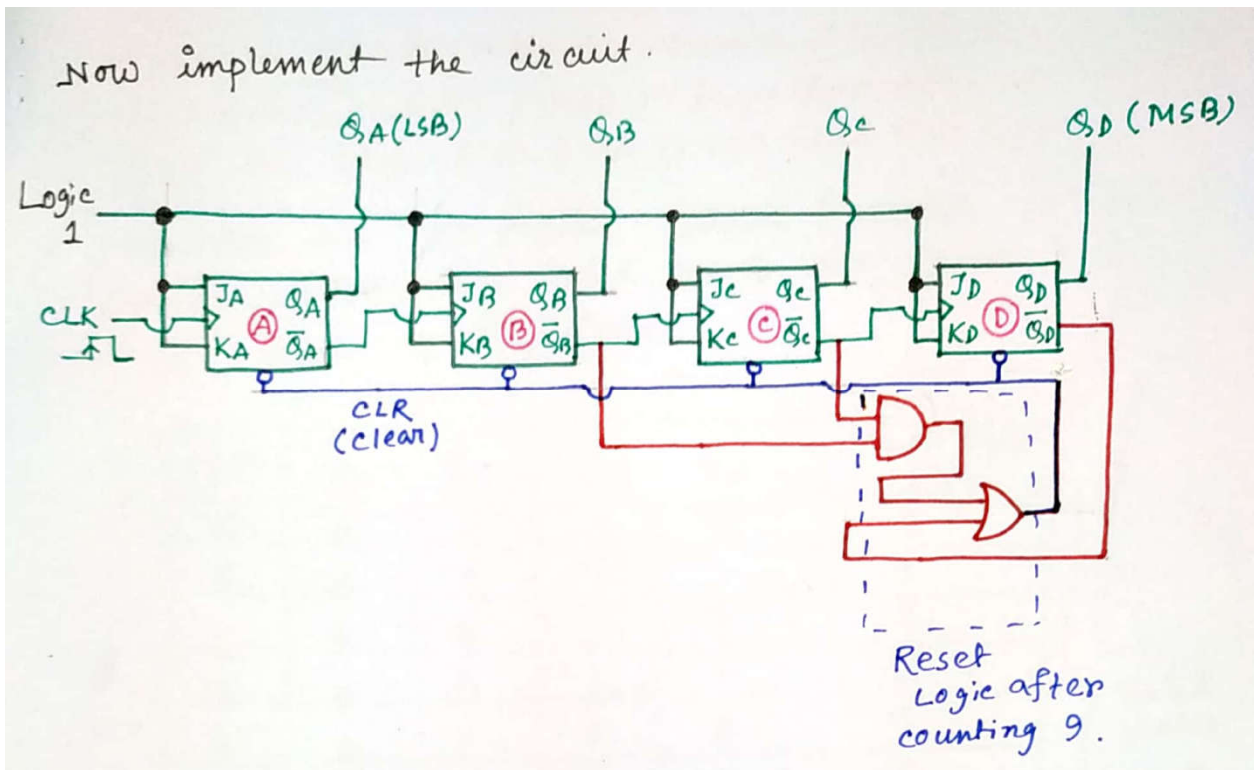 Now implement the circuit.
QA (LSB) QB QC QD (MSB)
Logic
1
JA QA JB QB JC QC JD QD
CLK A B C D
KA Q̅A KB Q̅B KC Q̅C KD Q̅D
CLR
(clear)
Reset
Logic after
counting 9.